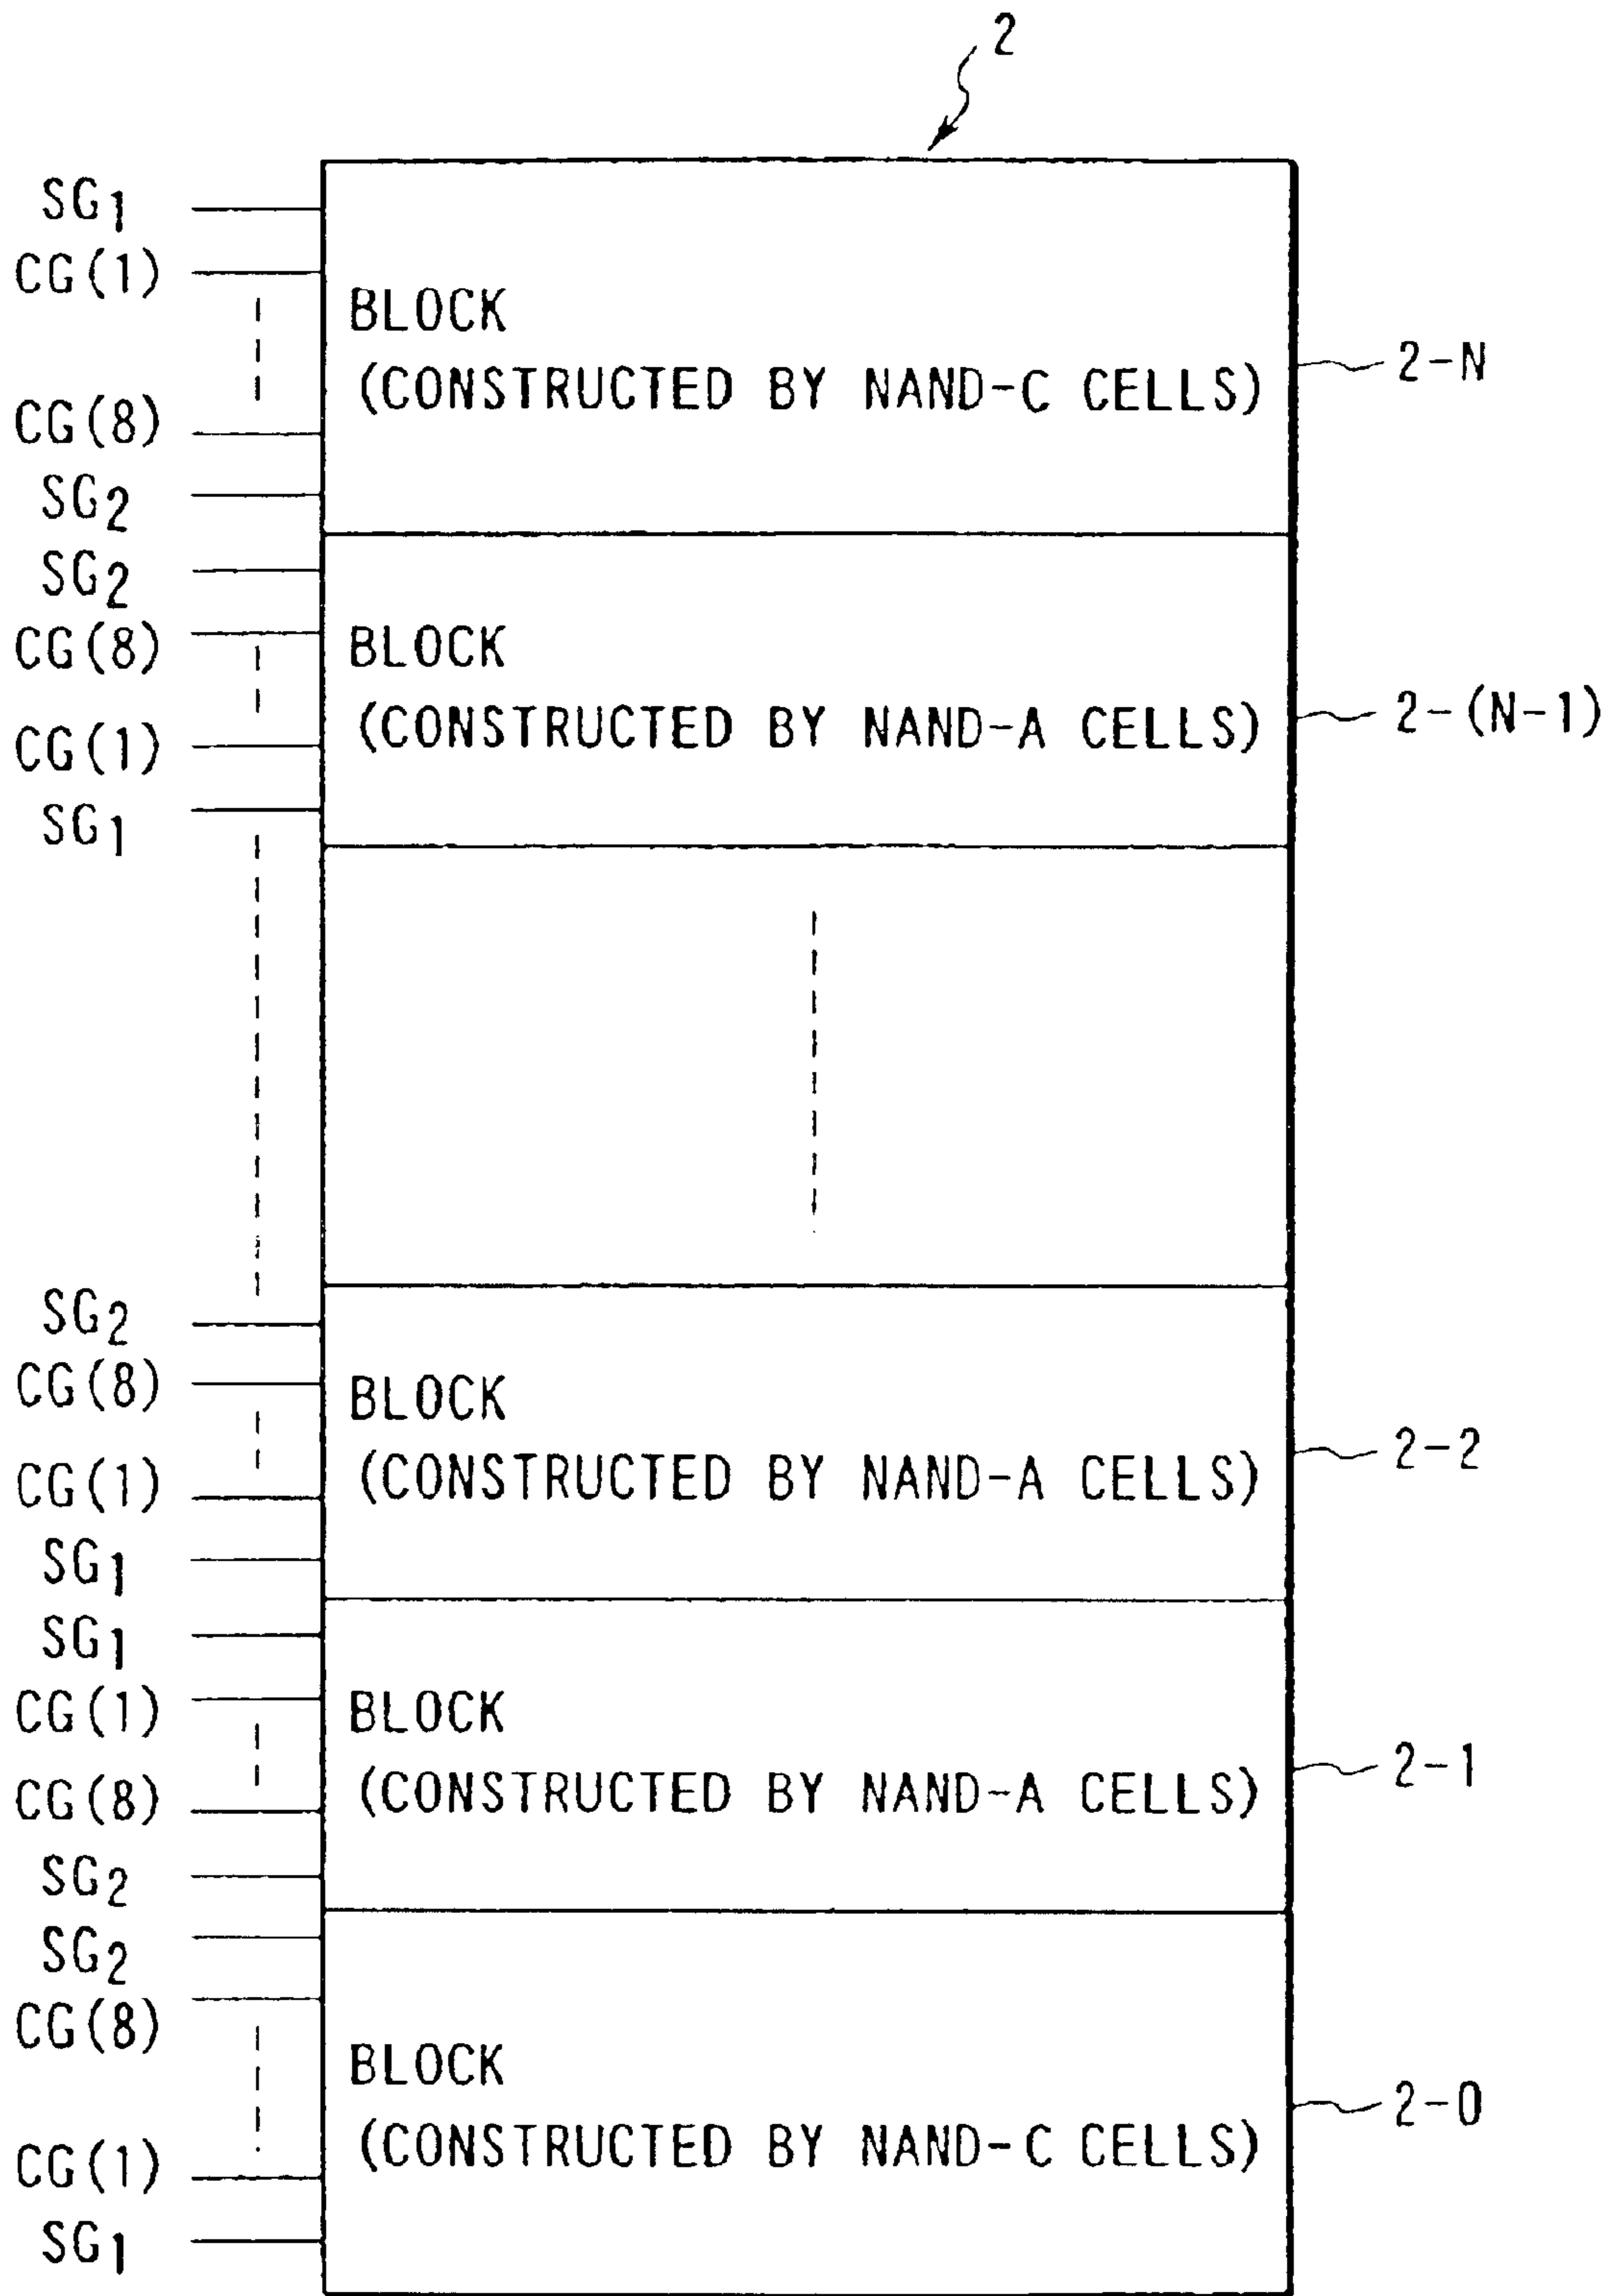 2
SG1
CG(1)
BLOCK
(CONSTRUCTED BY NAND-C CELLS)
2-N
CG(8)
SG2
SG2
CG(8)
BLOCK
(CONSTRUCTED BY NAND-A CELLS)
2-(N-1)
CG(1)
SG1
SG2
CG(8)
BLOCK
(CONSTRUCTED BY NAND-A CELLS)
2-2
CG(1)
SG1
SG1
CG(1)
BLOCK
(CONSTRUCTED BY NAND-A CELLS)
2-1
CG(8)
SG2
SG2
CG(8)
BLOCK
(CONSTRUCTED BY NAND-C CELLS)
2-0
CG(1)
SG1